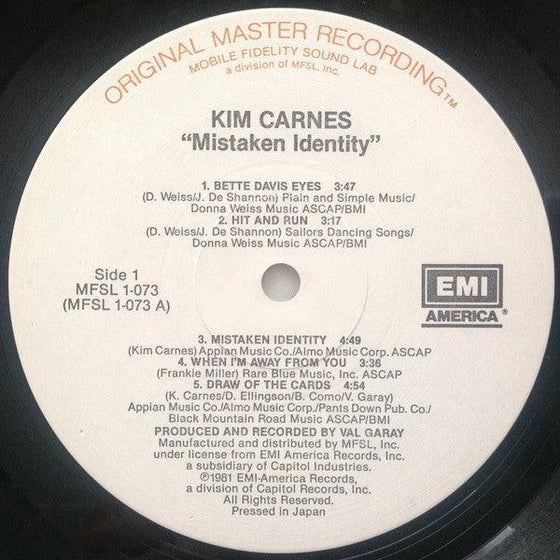 ORIGINAL MASTER RECORDING™
MOBILE FIDELITY SOUND LAB
a division of MFSL, Inc.
KIM CARNES
“Mistaken Identity”
1. BETTE DAVIS EYES 3:47
(D. Weiss/J. De Shannon) Plain and Simple Music/
Donna Weiss Music ASCAP/BMI
2. HIT AND RUN 3:17
(D. Weiss/J. De Shannon) Sailors Dancing Songs/
Donna Weiss Music ASCAP/BMI
Side 1
MFSL 1-073
(MFSL 1-073 A)
EMI
AMERICA®
3. MISTAKEN IDENTITY 4:49
(Kim Carnes) Appian Music Co./Almo Music Corp. ASCAP
4. WHEN I'M AWAY FROM YOU 3:36
(Frankie Miller) Rare Blue Music, Inc. ASCAP
5. DRAW OF THE CARDS 4:54
(K. Carnes/D. Ellingson/B. Como/V. Garay)
Appian Music Co./Almo Music Corp./Pants Down Pub. Co./
Black Mountain Road Music ASCAP/BMI
PRODUCED AND RECORDED BY VAL GARAY
Manufactured and distributed by MFSL, Inc.
under license from EMI America Records,
a subsidiary of Capitol Industries.
℗1981 EMI-America Records,
a division of Capitol Records, Inc.
All Rights Reserved.
Pressed in Japan